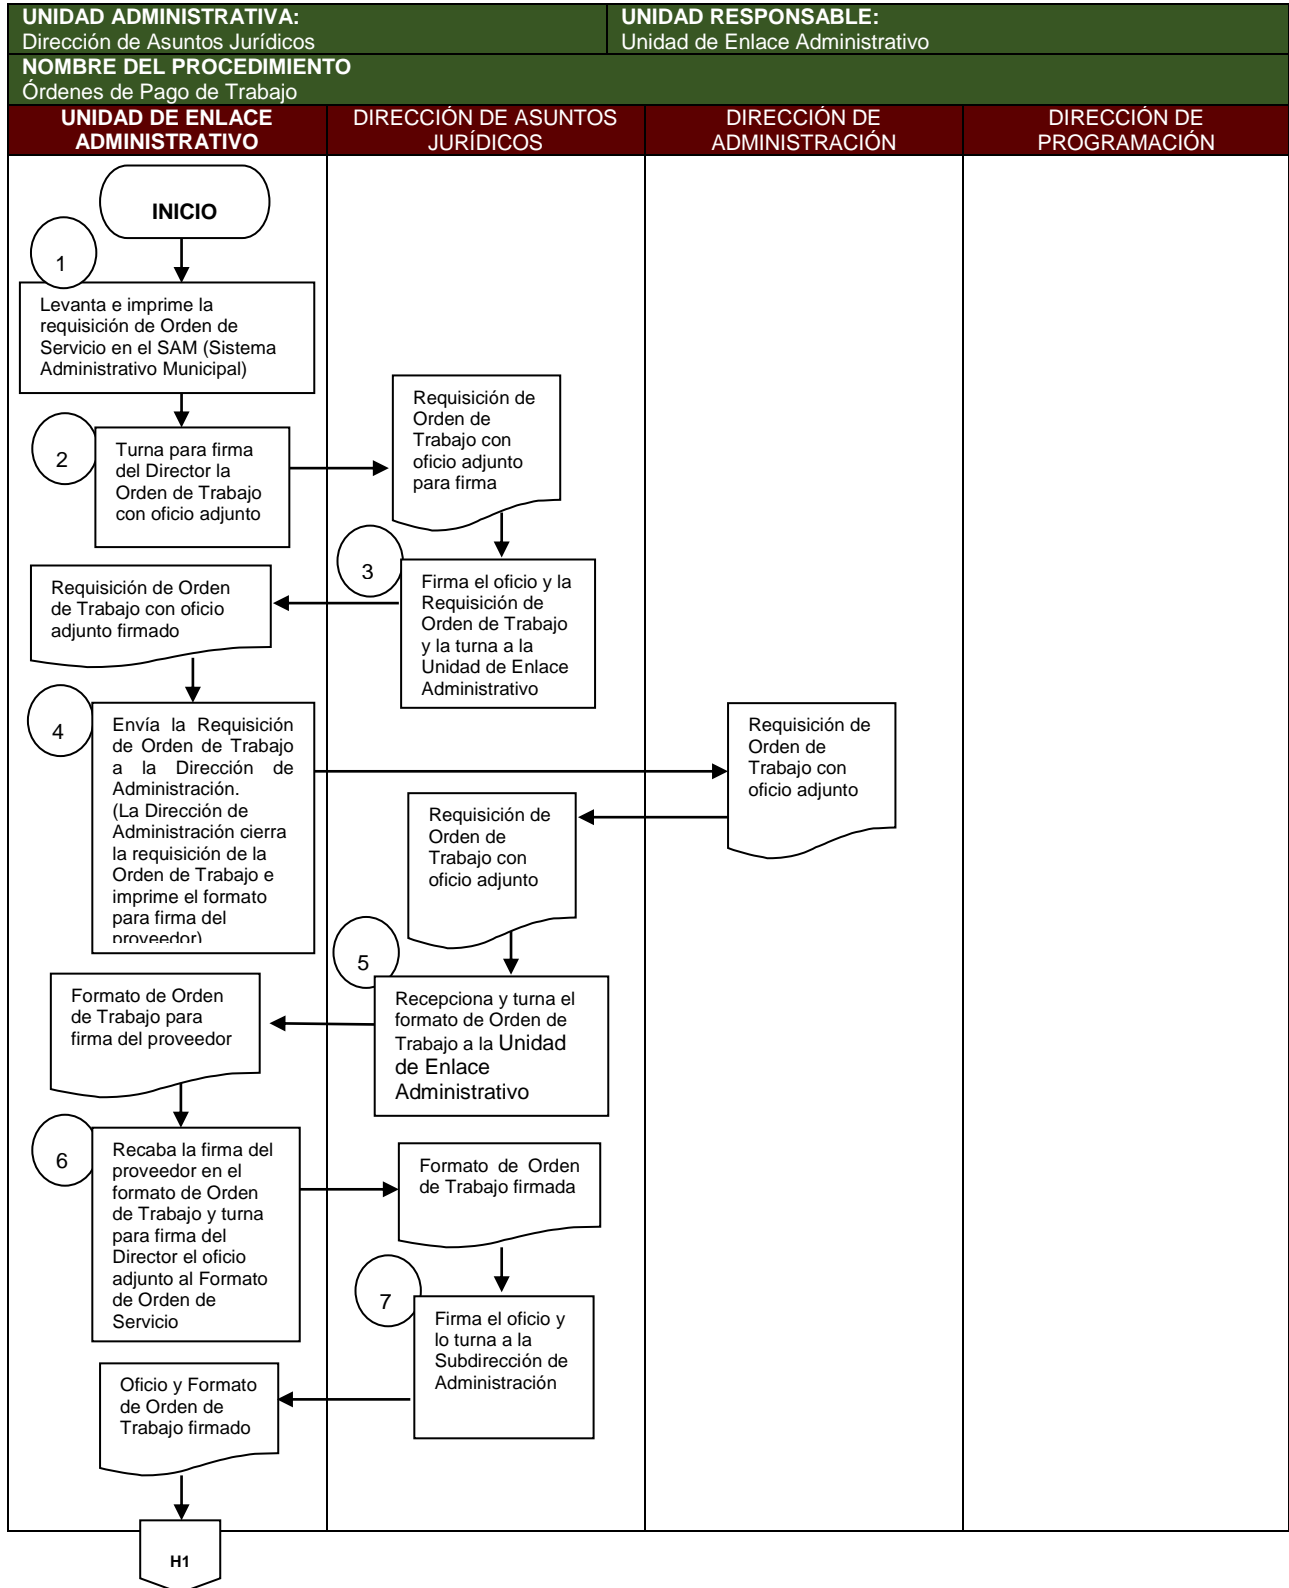 UNIDAD ADMINISTRATIVA:
Dirección de Asuntos Jurídicos
UNIDAD RESPONSABLE:
Unidad de Enlace Administrativo
NOMBRE DEL PROCEDIMIENTO
Órdenes de Pago de Trabajo
UNIDAD DE ENLACE
ADMINISTRATIVO
DIRECCIÓN DE ASUNTOS
JURÍDICOS
DIRECCIÓN DE
ADMINISTRACIÓN
DIRECCIÓN DE
PROGRAMACIÓN
INICIO
1
Levanta e imprime la
requisición de Orden de
Servicio en el SAM (Sistema
Administrativo Municipal)
2
Turna para firma
del Director la
Orden de Trabajo
con oficio adjunto
Requisición de
Orden de
Trabajo con
oficio adjunto
para firma
3
Firma el oficio y la
Requisición de
Orden de Trabajo
y la turna a la
Unidad de Enlace
Administrativo
Requisición de Orden
de Trabajo con oficio
adjunto firmado
4
Envía la Requisición
de Orden de Trabajo
a la Dirección de
Administración.
(La Dirección de
Administración cierra
la requisición de la
Orden de Trabajo e
imprime el formato
para firma del
proveedor)
Requisición de
Orden de
Trabajo con
oficio adjunto
Requisición de
Orden de
Trabajo con
oficio adjunto
5
Recepciona y turna el
formato de Orden de
Trabajo a la Unidad
de Enlace
Administrativo
Formato de Orden
de Trabajo para
firma del proveedor
6
Recaba la firma del
proveedor en el
formato de Orden
de Trabajo y turna
para firma del
Director el oficio
adjunto al Formato
de Orden de
Servicio
Formato de Orden
de Trabajo firmada
7
Firma el oficio y
lo turna a la
Subdirección de
Administración
Oficio y Formato
de Orden de
Trabajo firmado
H1